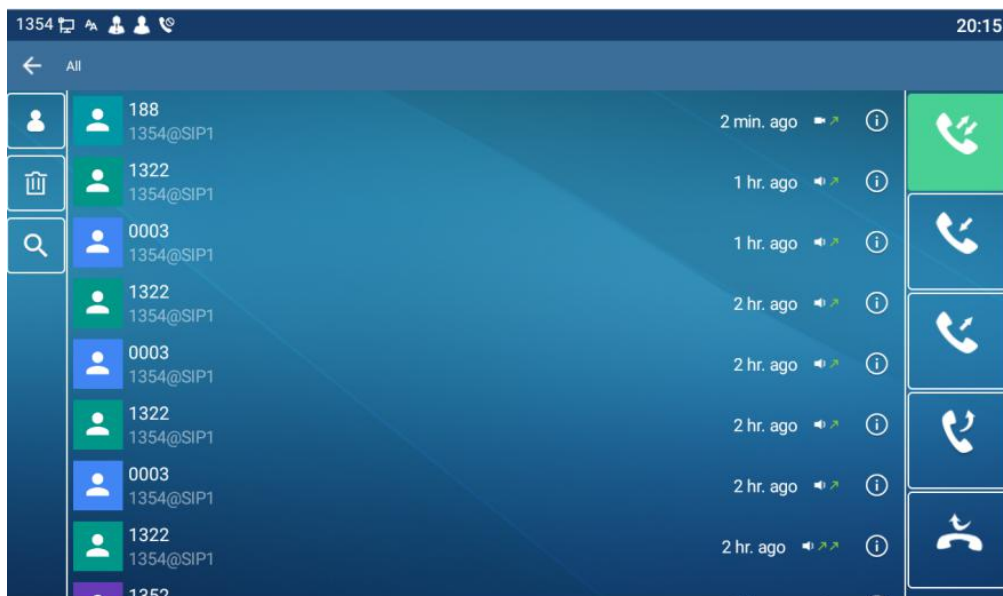 1354
20:15
All
188
1354@SIP1
2 min. ago
1322
1354@SIP1
1 hr. ago
0003
1354@SIP1
1 hr. ago
1322
1354@SIP1
2 hr. ago
0003
1354@SIP1
2 hr. ago
1322
1354@SIP1
2 hr. ago
0003
1354@SIP1
2 hr. ago
1322
1354@SIP1
2 hr. ago
1352